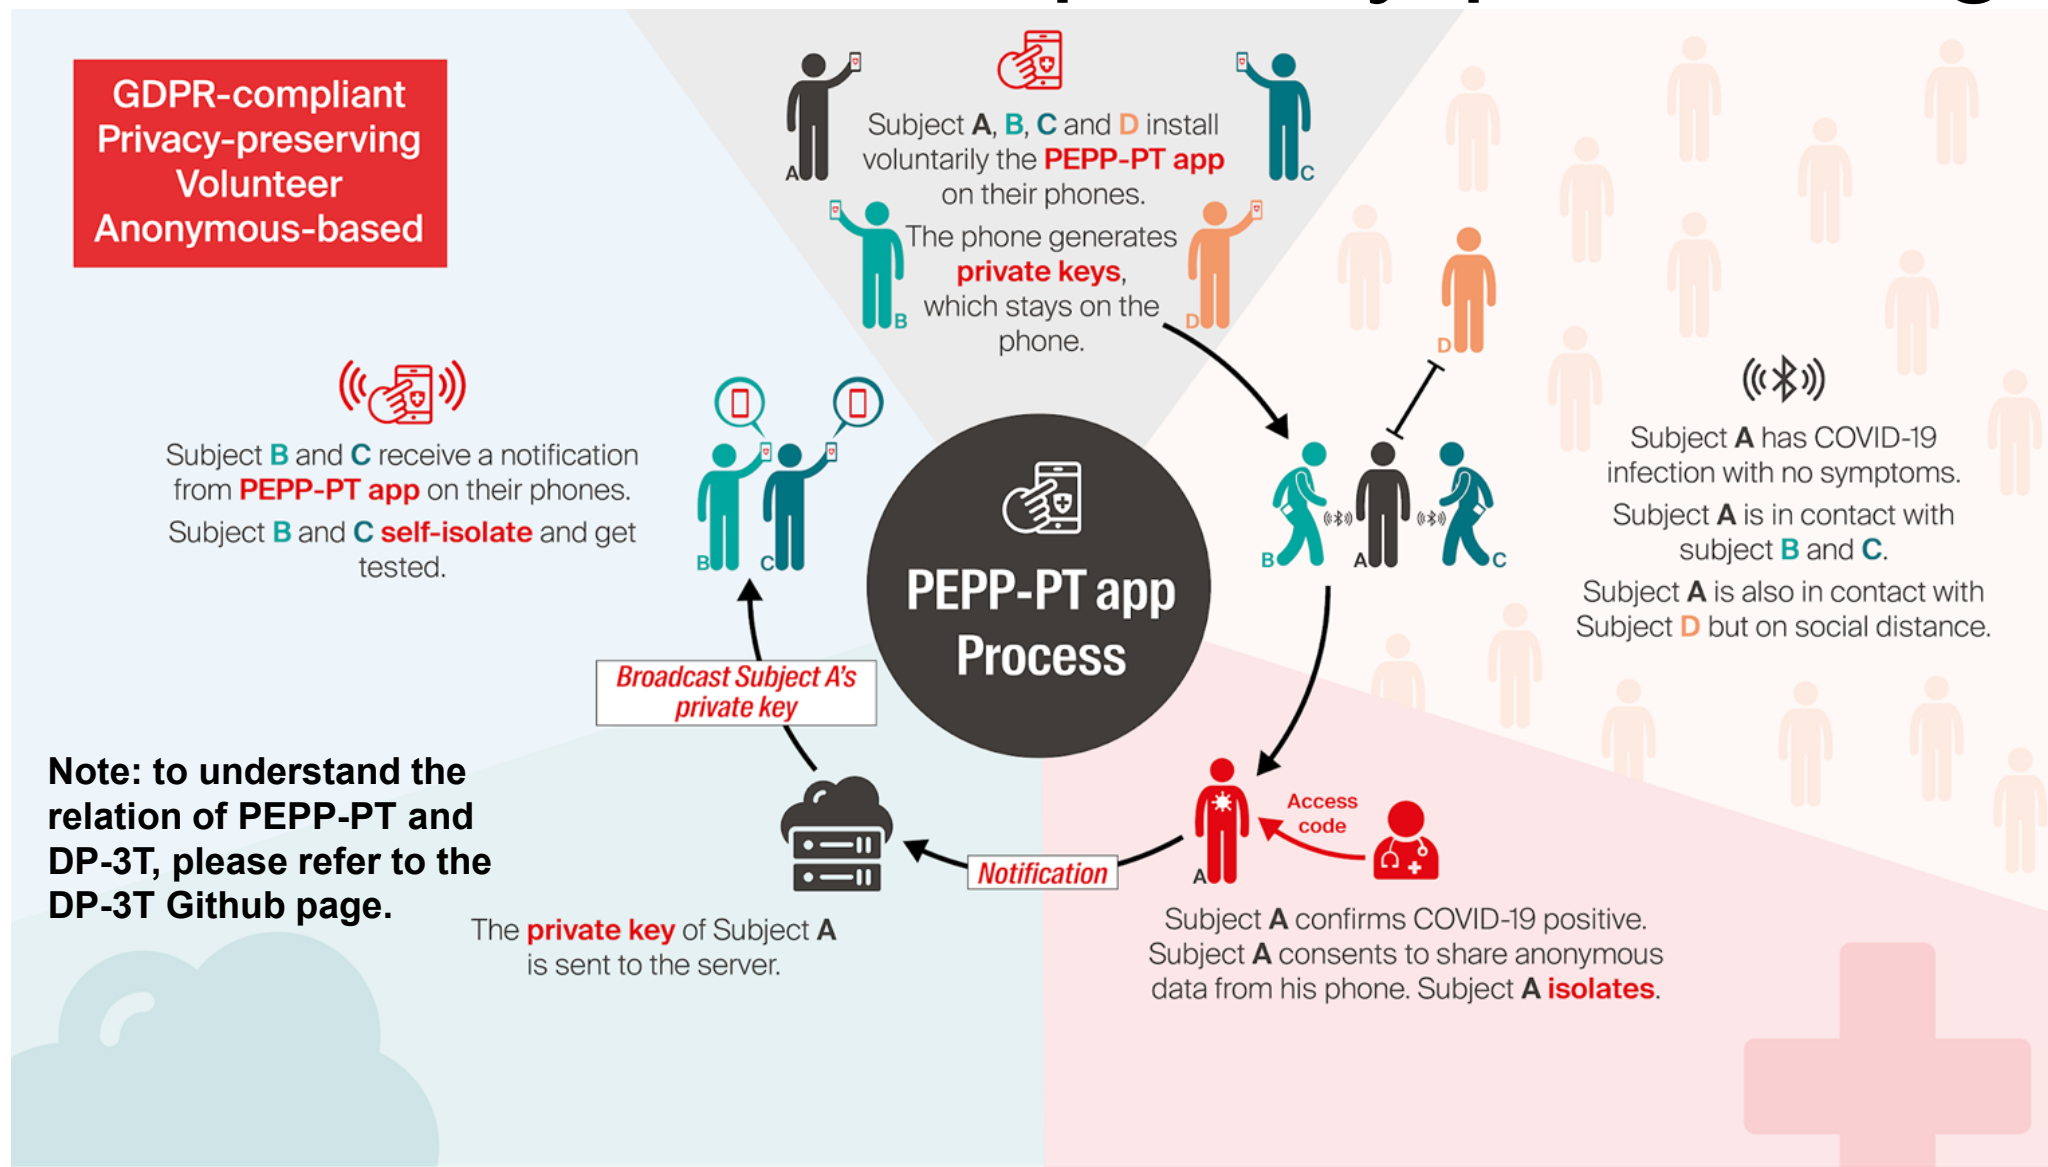 GDPR-compliant
Privacy-preserving
Volunteer
Anonymous-based
A
C
Subject A, B, C and D install
voluntarily the PEPP-PT app
on their phones.
The phone generates
private keys,
which stays on the
phone.
B
D
D
Subject A has COVID-19
infection with no symptoms.
Subject A is in contact with
subject B and C.
Subject A is also in contact with
Subject D but on social distance.
B
A
C
PEPP-PT app
Process
Access
code
A
Subject A confirms COVID-19 positive.
Subject A consents to share anonymous
data from his phone. Subject A isolates.
Notification
The private key of Subject A
is sent to the server.
Broadcast Subject A's
private key
B
C
Subject B and C receive a notification
from PEPP-PT app on their phones.
Subject B and C self-isolate and get
tested.
Note: to understand the
relation of PEPP-PT and
DP-3T, please refer to the
DP-3T Github page.